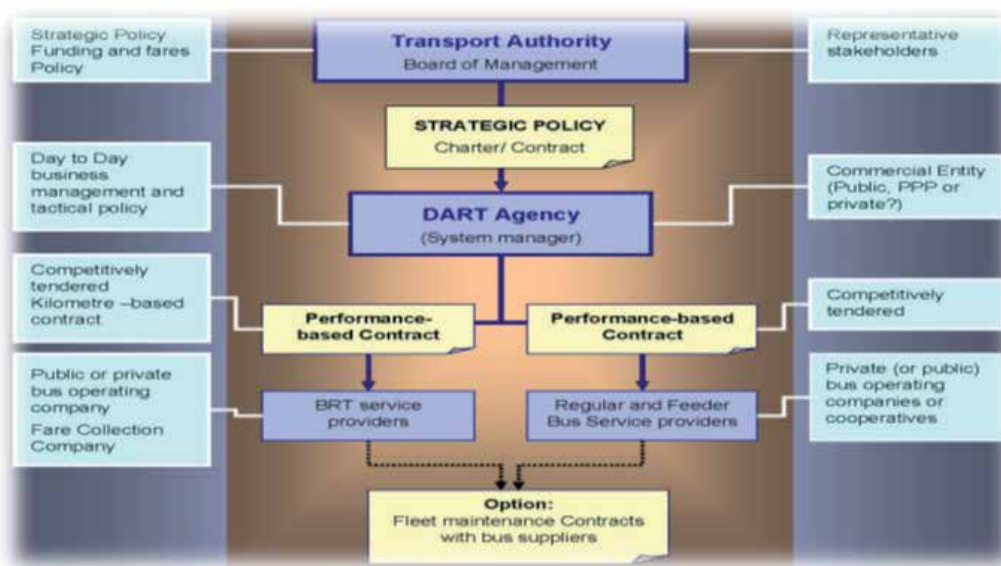 Strategic Policy
Funding and fares
Policy
Transport Authority
Board of Management
Representative
stakeholders
STRATEGIC POLICY
Charter/ Contract
Day to Day
business
management and
tactical policy
DART Agency
(System manager)
Commercial Entity
(Public, PPP or
private?)
Competitively
tendered
Kilometre –based
contract
Performance-
based Contract
Performance-based
Contract
Competitively
tendered
Public or private
bus operating
company
Fare Collection
Company
BRT service
providers
Regular and Feeder
Bus Service providers
Private (or public)
bus operating
companies or
cooperatives
Option:
Fleet maintenance Contracts
with bus suppliers